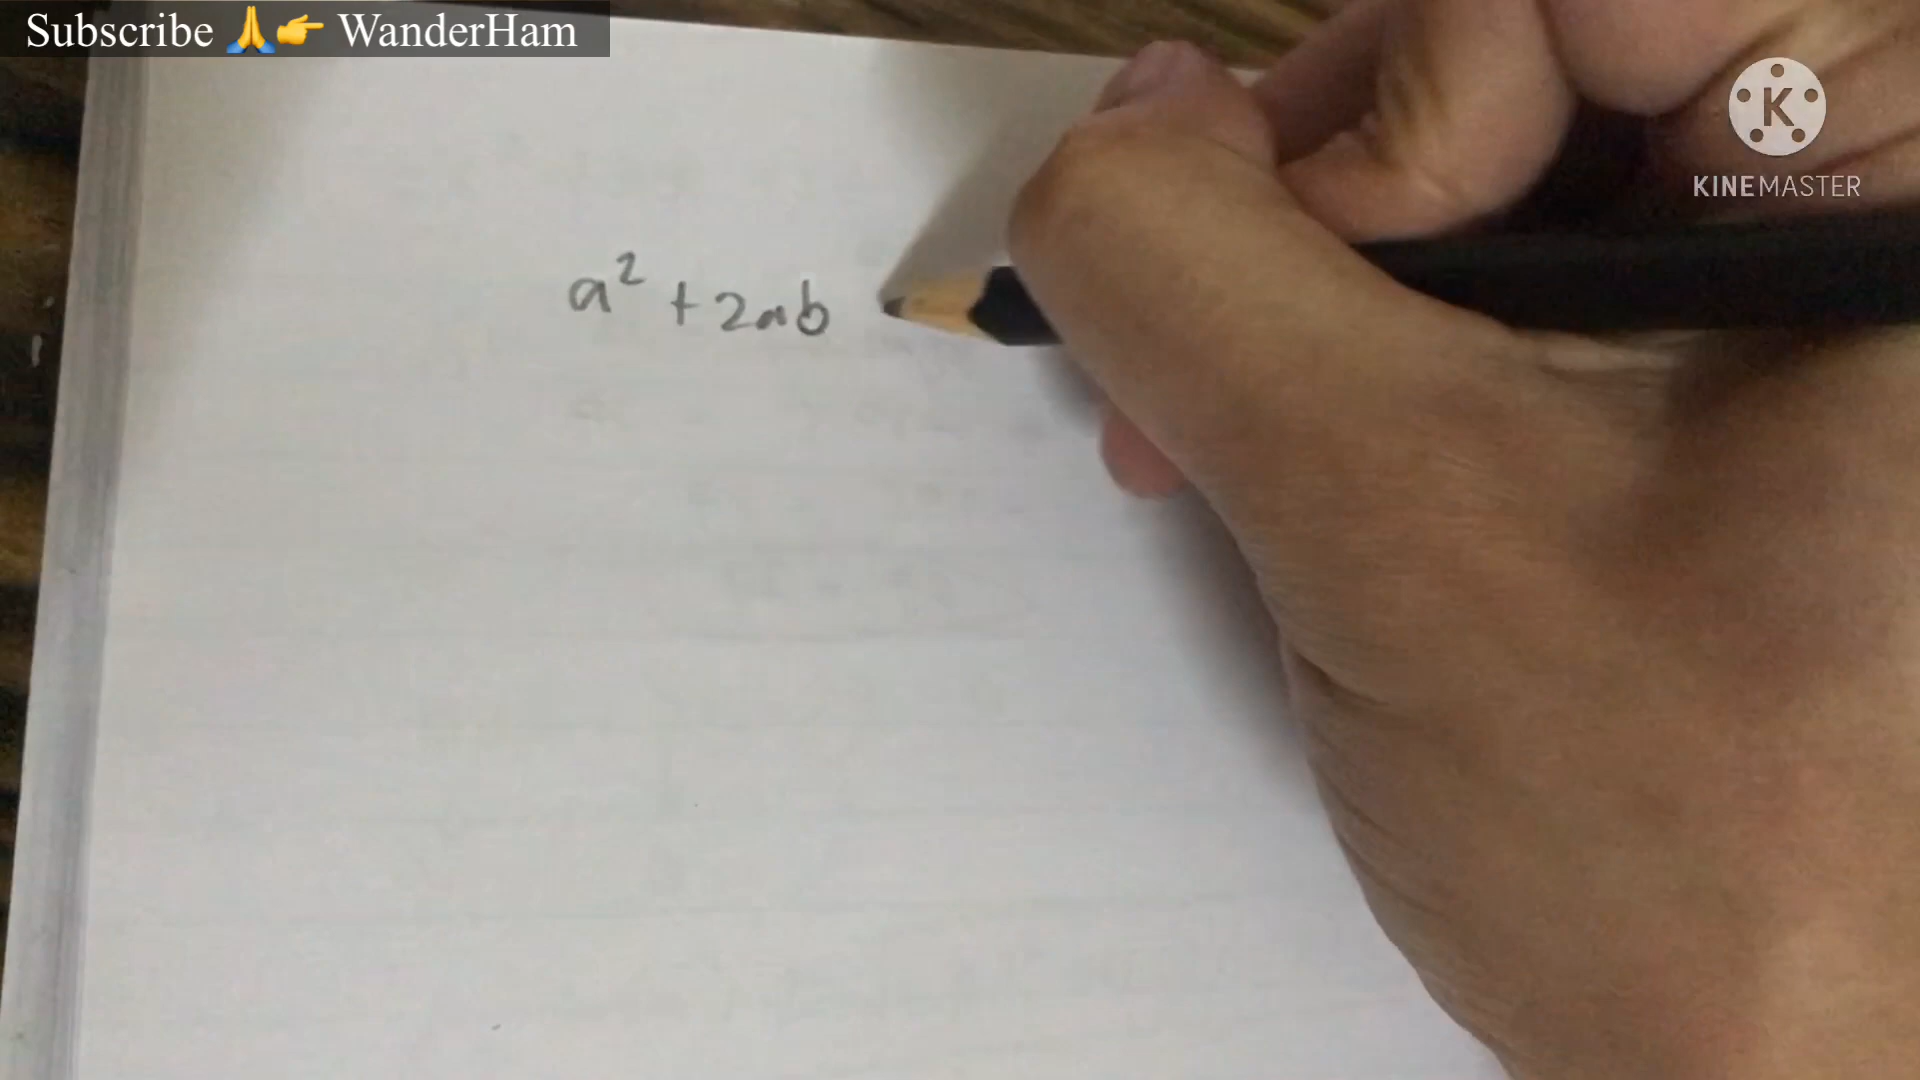 Subscribe 🙏👉 WanderHam
KINEMASTER
a² + 2ab